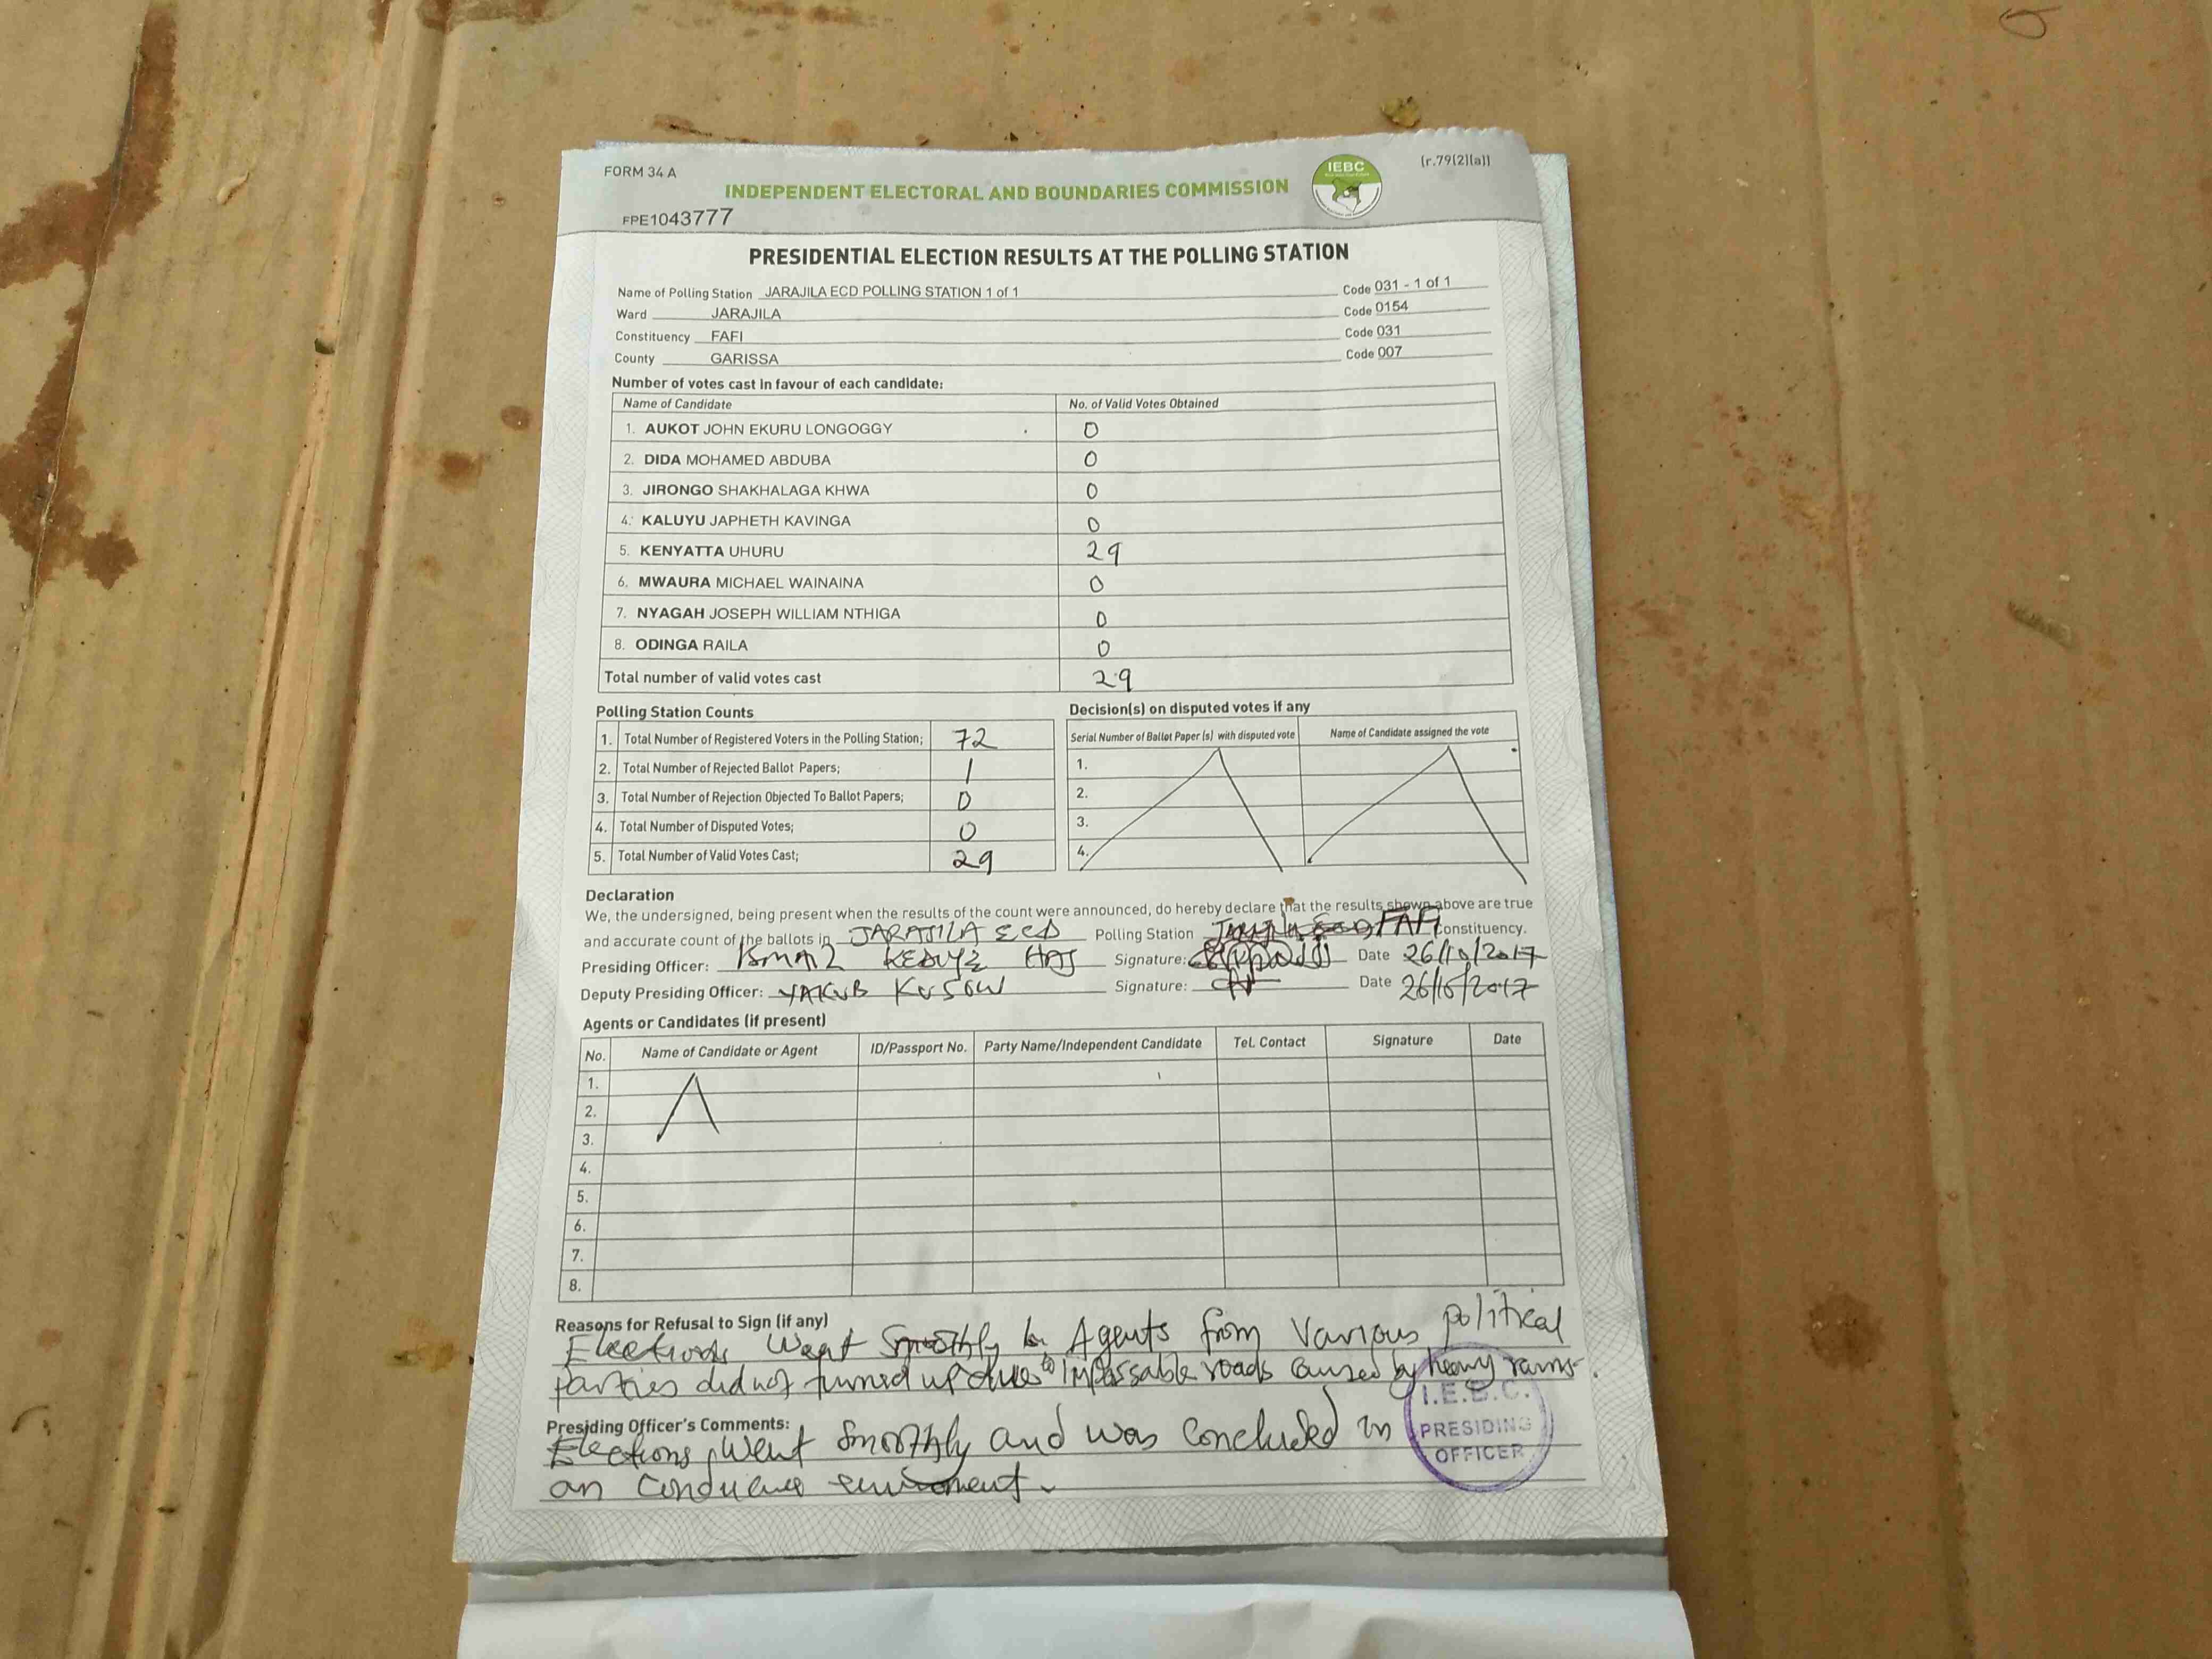 FORM 34 A
IEBC
(r.79(2)(a))
INDEPENDENT ELECTORAL AND BOUNDARIES COMMISSION
FPE1043777
PRESIDENTIAL ELECTION RESULTS AT THE POLLING STATION
Name of Polling Station JARAJILA ECD POLLING STATION 1 of 1 Code 031 - 1 of 1
Ward JARAJILA Code 0154
Constituency FAFI Code 031
County GARISSA Code 007
Number of votes cast in favour of each candidate:
Name of Candidate No. of Valid Votes Obtained
1. AUKOT JOHN EKURU LONGOGGY 0
2. DIDA MOHAMED ABDUBA 0
3. JIRONGO SHAKHALAGA KHWA 0
4. KALUYU JAPHETH KAVINGA 0
5. KENYATTA UHURU 29
6. MWAURA MICHAEL WAINAINA 0
7. NYAGAH JOSEPH WILLIAM NTHIGA 0
8. ODINGA RAILA 0
Total number of valid votes cast 29
Polling Station Counts
1. Total Number of Registered Voters in the Polling Station; 72
2. Total Number of Rejected Ballot Papers; 1
3. Total Number of Rejection Objected To Ballot Papers; 0
4. Total Number of Disputed Votes; 0
5. Total Number of Valid Votes Cast; 29
Decision(s) on disputed votes if any
Serial Number of Ballot Paper (s) with disputed vote Name of Candidate assigned the vote
1.
2.
3.
4.
Declaration
We, the undersigned, being present when the results of the count were announced, do hereby declare that the results shown above are true
and accurate count of the ballots in JARAJILA ECD Polling Station FAFI Constituency.
Presiding Officer: Signature: Date 26/10/2017
Deputy Presiding Officer: YAKUB KUSOW Signature: Date 26/10/2017
Agents or Candidates (if present)
No. Name of Candidate or Agent ID/Passport No. Party Name/Independent Candidate Tel. Contact Signature Date
1.
2.
3.
4.
5.
6.
7.
8.
Reasons for Refusal to Sign (if any)
Elections Went Smoothly Agents from Various political
parties did not turned up due to impassable roads caused by heavy rains.
Presiding Officer's Comments:
Elections, Went Smoothly and was Concluded in
an Conducive enviroment.
I.E.B.C.
PRESIDING
OFFICER